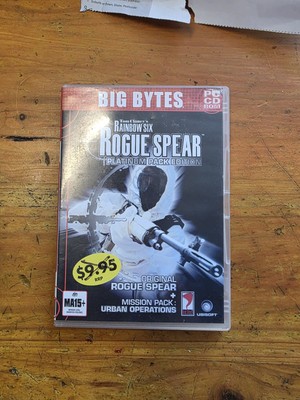 BIG BYTES
PC
CD
ROM
Tom Clancy's
RAINBOW SIX
ROGUE SPEAR
PLATINUM PACK EDITION
$9.95
RRP
ORIGINAL
ROGUE SPEAR
+
MISSION PACK:
URBAN OPERATIONS
MA15+
UBISOFT